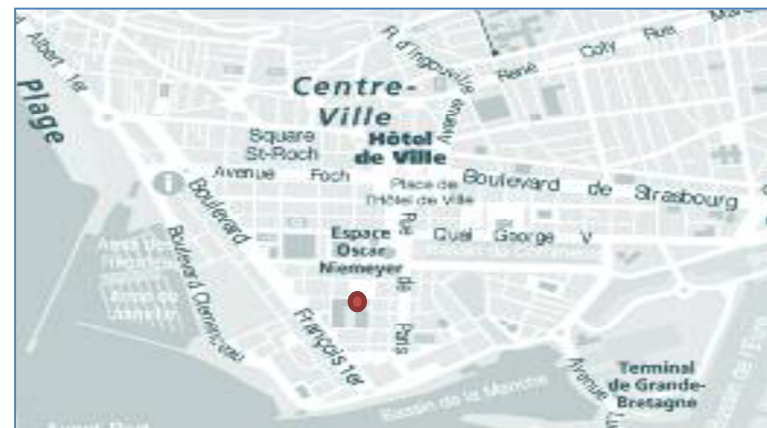 Albert 1er
Plage
R d'Ingouville
René Coty
Rue
Centre-
Ville
Square
St-Roch
Hôtel
de Ville
Avenue Foch
Place de
l'Hôtel de Ville
Boulevard de Strasbourg
Boulevard
François 1er
Boulevard Clemenceau
Espace
Oscar
Niemeyer
Quai George V
Rue de Paris
Bassin de la Manche
Avenue
Terminal
de Grande-
Bretagne